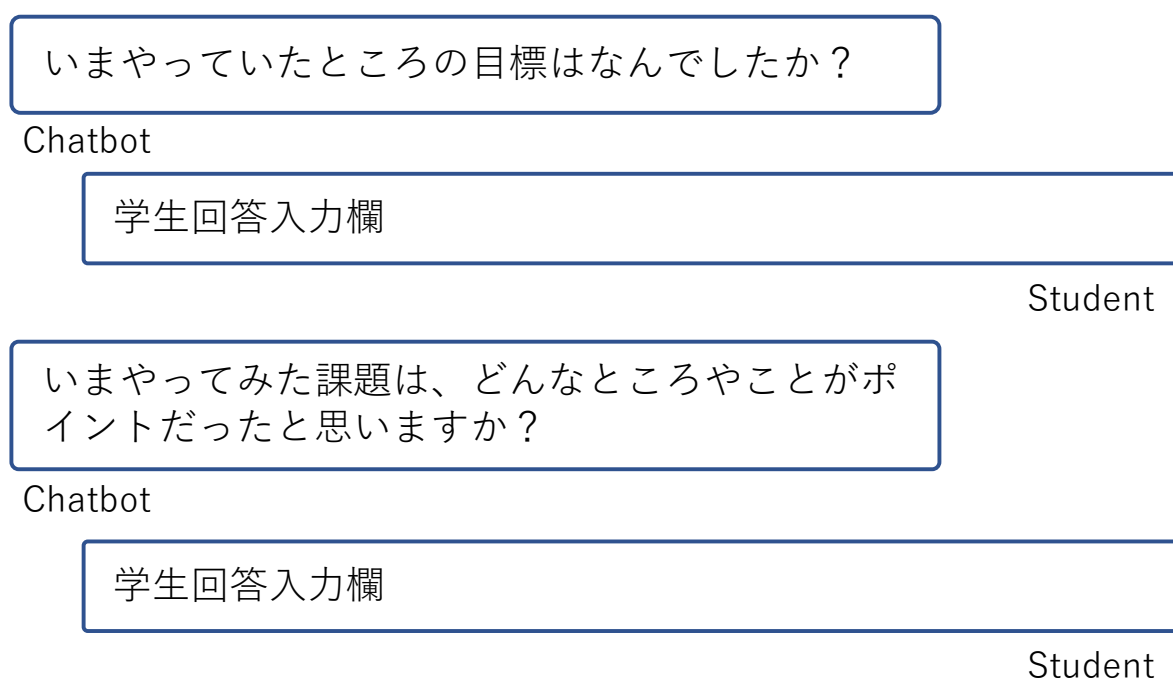 いまやっていたところの目標はなんでしたか？
Chatbot
学生回答入力欄
Student
いまやってみた課題は、どんなところやことがポ
イントだったと思いますか？
Chatbot
学生回答入力欄
Student